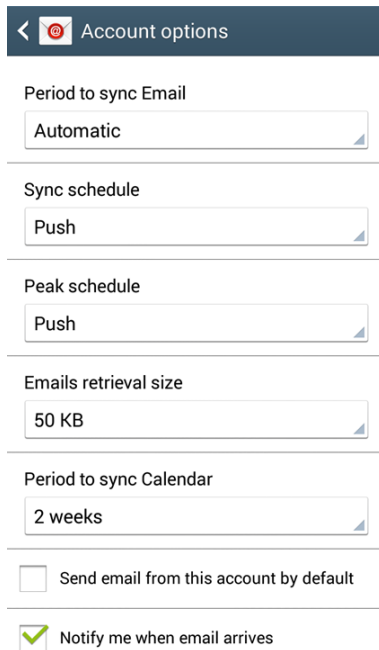 Account options
Period to sync Email
Automatic
Sync schedule
Push
Peak schedule
Push
Emails retrieval size
50 KB
Period to sync Calendar
2 weeks
Send email from this account by default
Notify me when email arrives